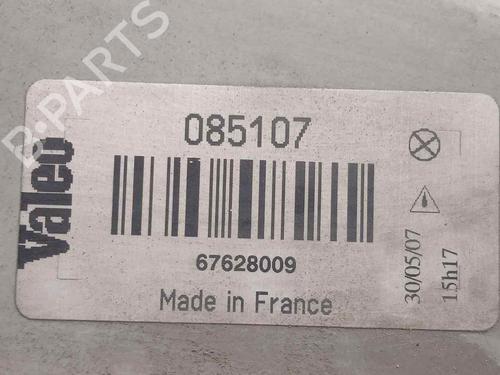 B-PARTS
Valeo
085107
67628009
Made in France
30/05/07
15h17